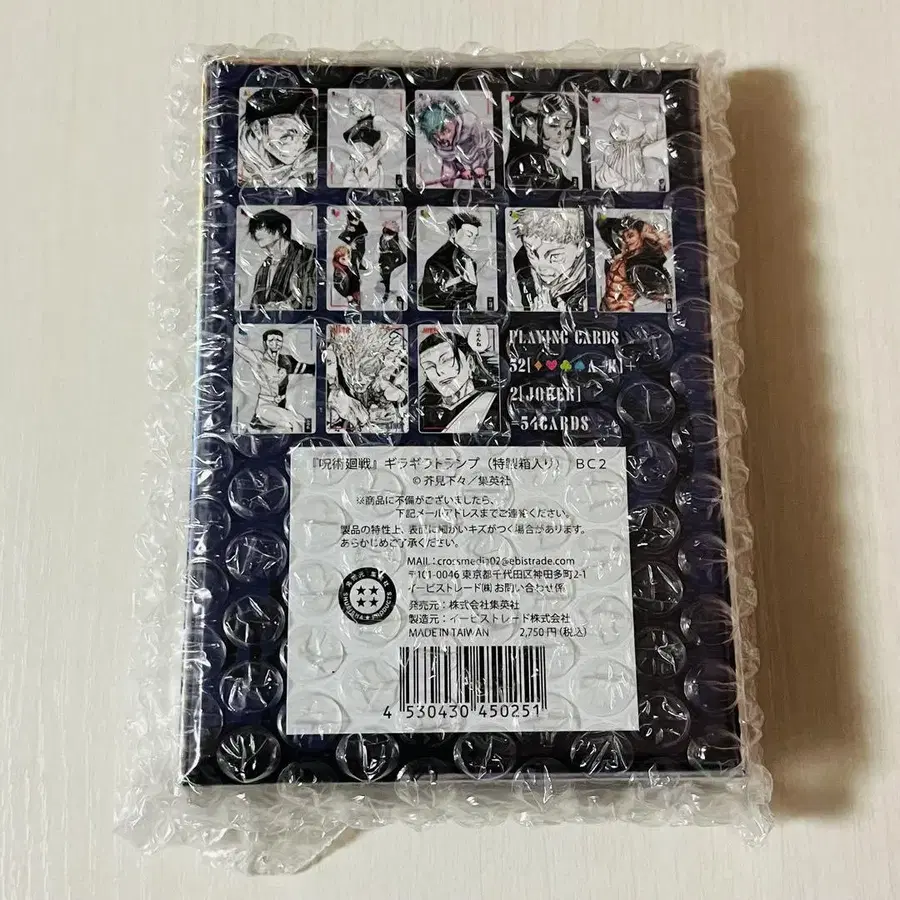 PLAYING CARDS
52[♦♥♣♠A-K]+
2[JOKER]
=54CARDS
『呪術廻戦』ギラギラトランプ（特製箱入り） BC2
© 芥見下々／集英社
※商品に不備がございましたら、
下記メールアドレスまでご連絡ください。
製品の特性上、表面に細かいキズがつく場合があります。
あらかじめご了承ください。
MAIL:crossmedia02@ebistrade.com
〒101-0046 東京都千代田区神田多町2-1
イービストレード㈱ お問い合わせ係
発売元：株式会社集英社
製造元：イービストレード株式会社
MADE IN TAIWAN 2,750円(税込)
発売元 集英社
SHUEISHA PRODUCTS
4 530430 450251